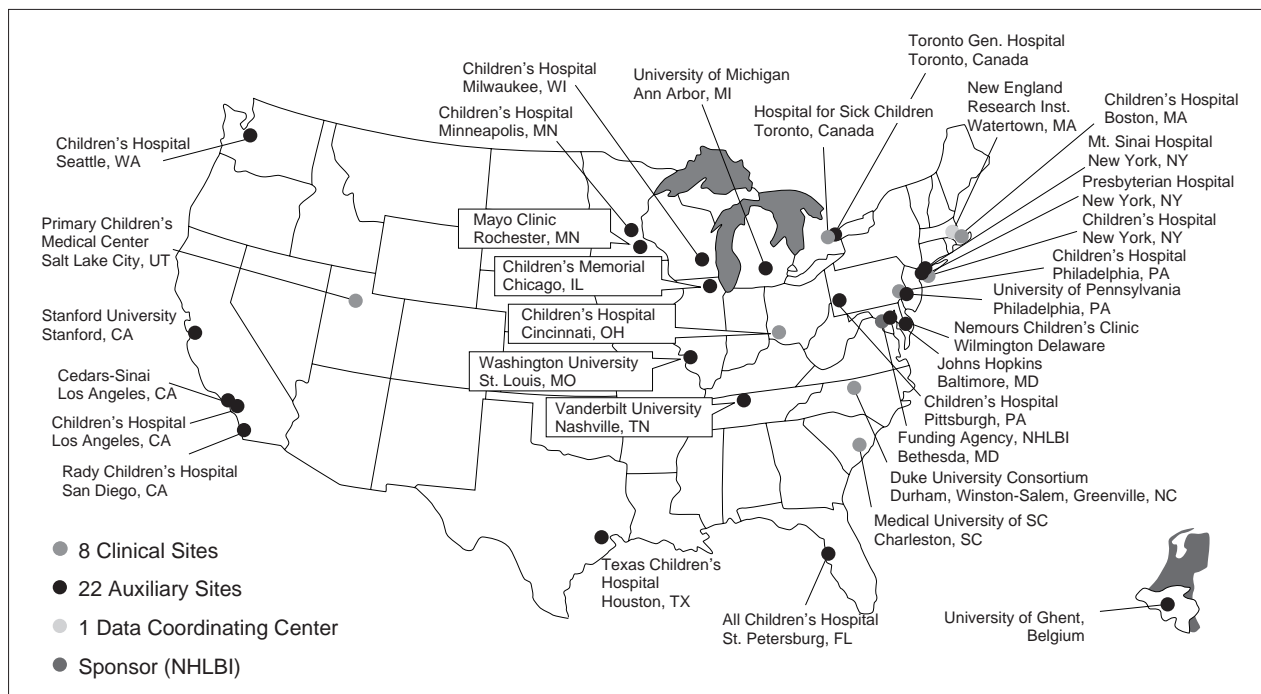 Toronto Gen. Hospital
Toronto, Canada
Children's Hospital
Milwaukee, WI
University of Michigan
Ann Arbor, MI
New England
Research Inst.
Watertown, MA
Children's Hospital
Boston, MA
Children's Hospital
Minneapolis, MN
Hospital for Sick Children
Toronto, Canada
Children's Hospital
Seattle, WA
Mt. Sinai Hospital
New York, NY
Presbyterian Hospital
New York, NY
Primary Children's
Medical Center
Salt Lake City, UT
Mayo Clinic
Rochester, MN
Children's Hospital
New York, NY
Children's Memorial
Chicago, IL
Children's Hospital
Philadelphia, PA
University of Pennsylvania
Philadelphia, PA
Stanford University
Stanford, CA
Children's Hospital
Cincinnati, OH
Nemours Children's Clinic
Wilmington Delaware
Washington University
St. Louis, MO
Johns Hopkins
Baltimore, MD
Cedars-Sinai
Los Angeles, CA
Children's Hospital
Los Angeles, CA
Vanderbilt University
Nashville, TN
Children's Hospital
Pittsburgh, PA
Funding Agency, NHLBI
Bethesda, MD
Rady Children's Hospital
San Diego, CA
Duke University Consortium
Durham, Winston-Salem, Greenville, NC
Medical University of SC
Charleston, SC
8 Clinical Sites
22 Auxiliary Sites
1 Data Coordinating Center
Sponsor (NHLBI)
Texas Children's
Hospital
Houston, TX
All Children's Hospital
St. Petersburg, FL
University of Ghent,
Belgium